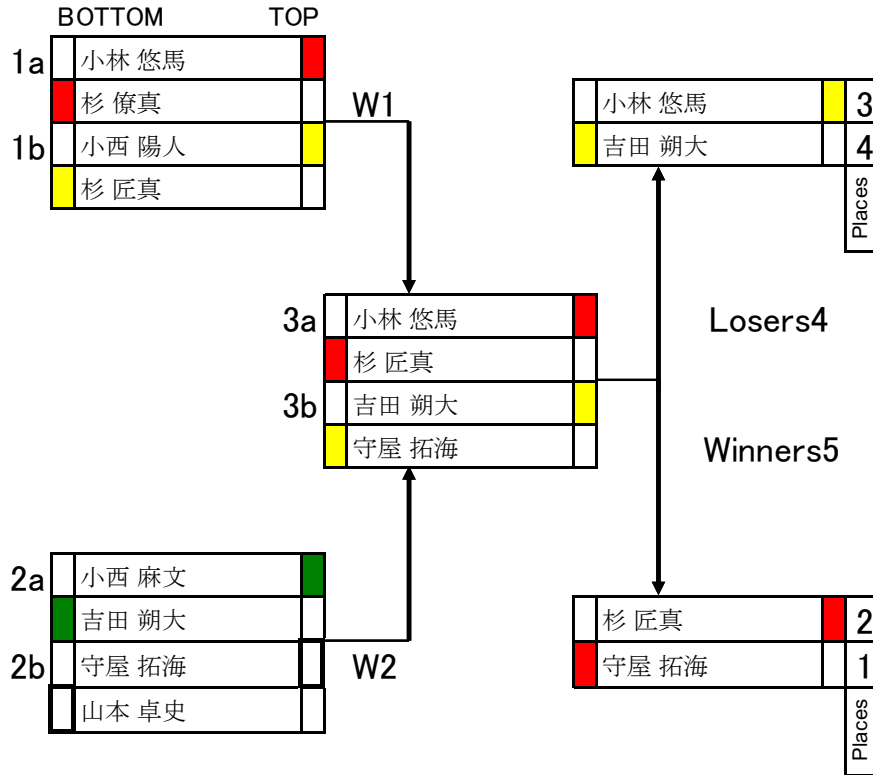 BOTTOM TOP
1a 小林 悠馬
杉 僚真
1b 小西 陽人
杉 匠真
W1
小林 悠馬 3
吉田 朔大 4
Places
3a 小林 悠馬
杉 匠真
3b 吉田 朔大
守屋 拓海
Losers4
Winners5
2a 小西 麻文
吉田 朔大
2b 守屋 拓海
山本 卓史
W2
杉 匠真 2
守屋 拓海 1
Places